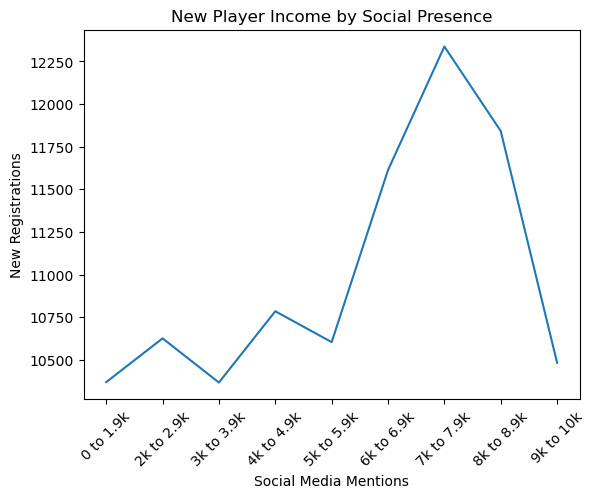 New Player Income by Social Presence
New Registrations
12250
12000
11750
11500
11250
11000
10750
10500
0 to 1.9k
2k to 2.9k
3k to 3.9k
4k to 4.9k
5k to 5.9k
6k to 6.9k
7k to 7.9k
8k to 8.9k
9k to 10k
Social Media Mentions